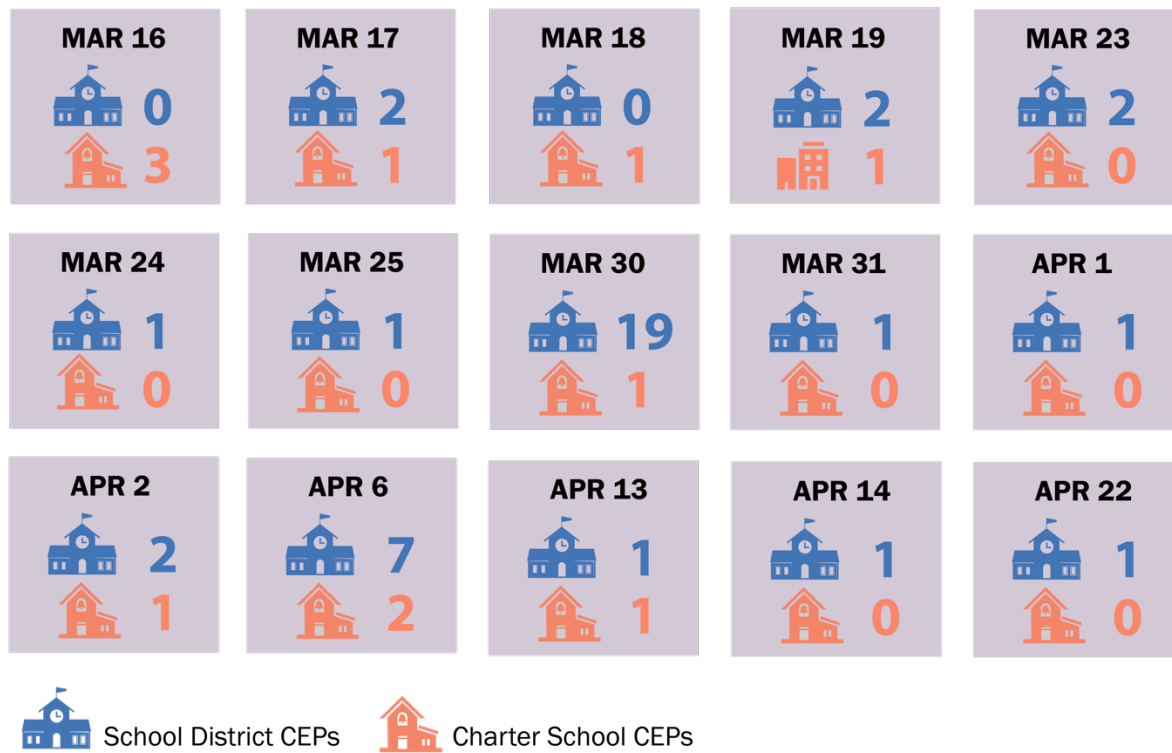 MAR 16
0
3
MAR 17
2
1
MAR 18
0
1
MAR 19
2
1
MAR 23
2
0
MAR 24
1
0
MAR 25
1
0
MAR 30
19
1
MAR 31
1
0
APR 1
1
0
APR 2
2
1
APR 6
7
2
APR 13
1
1
APR 14
1
0
APR 22
1
0
School District CEPs
Charter School CEPs